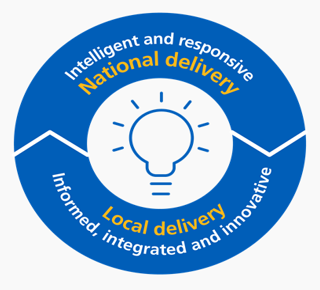 Intelligent and responsive
National delivery
Local delivery
Informed, integrated and innovative